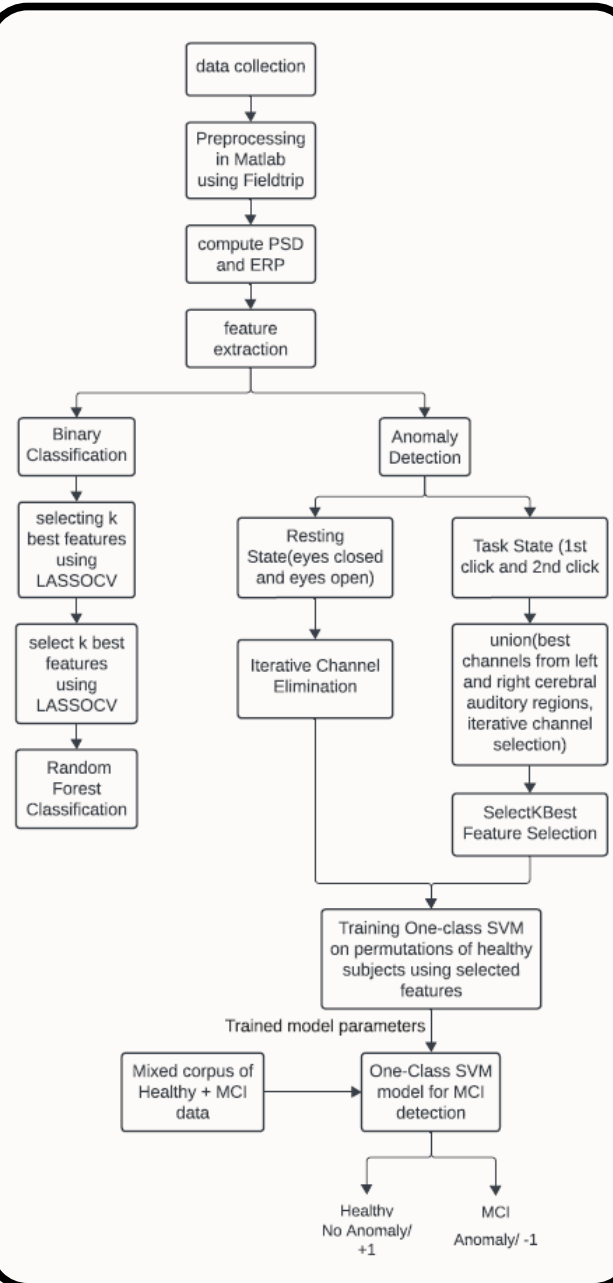 data collection
Preprocessing
in Matlab
using Fieldtrip
compute PSD
and ERP
feature
extraction
Binary
Classification
selecting k
best features
using
LASSOCV
select k best
features
using
LASSOCV
Random
Forest
Classification
Anomaly
Detection
Resting
State(eyes closed
and eyes open)
Iterative Channel
Elimination
Task State (1st
click and 2nd click
union(best
channels from left
and right cerebral
auditory regions,
iterative channel
selection)
SelectKBest
Feature Selection
Training One-class SVM
on permutations of healthy
subjects using selected
features
Trained model parameters
Mixed corpus of
Healthy + MCI
data
One-Class SVM
model for MCI
detection
Healthy
No Anomaly/
+1
MCI
Anomaly/ -1